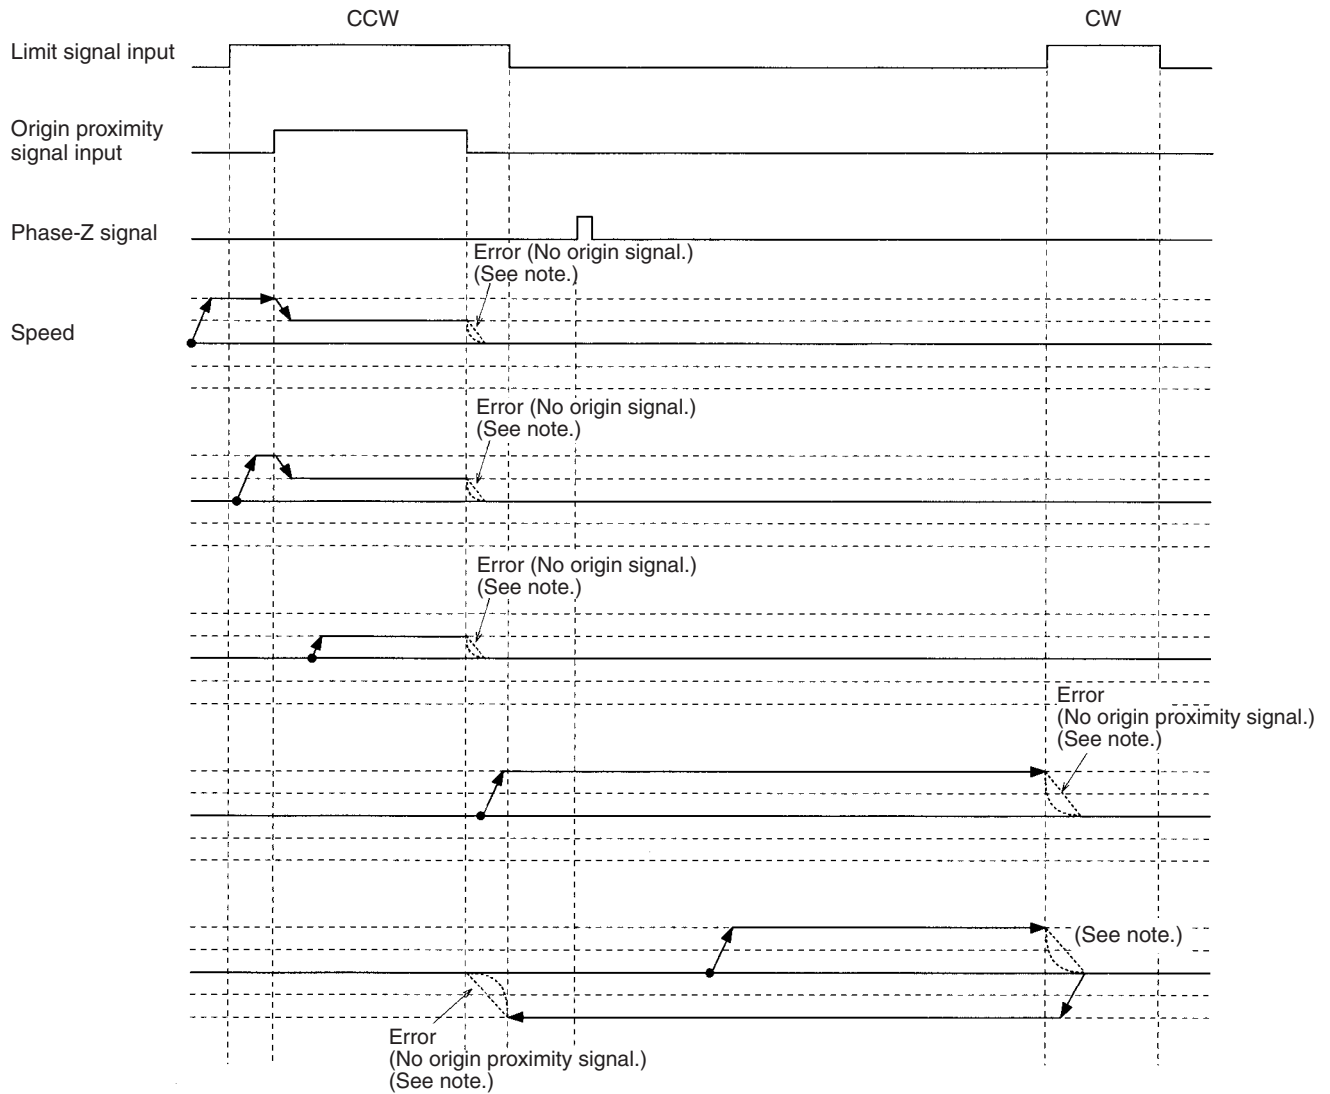 CCW
CW
Limit signal input
Origin proximity
signal input
Phase-Z signal
Error (No origin signal.)
(See note.)
Speed
Error (No origin signal.)
(See note.)
Error (No origin signal.)
(See note.)
Error
(No origin proximity signal.)
(See note.)
(See note.)
Error
(No origin proximity signal.)
(See note.)